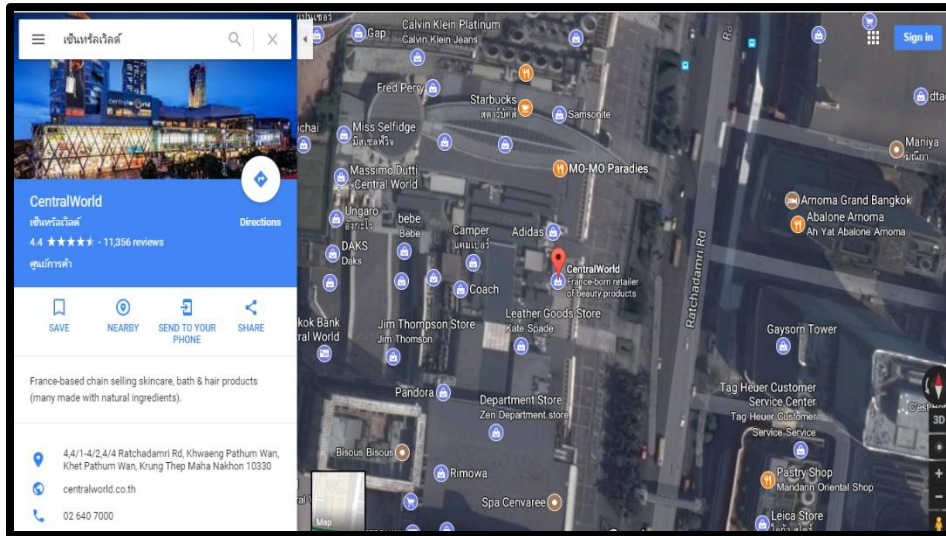 เซ็นทรัลเวิลด์
CentralWorld
เซ็นทรัลเวิลด์
4.4
- 11,356 reviews
ศูนย์การค้า
Directions
SAVE
NEARBY
SEND TO YOUR
PHONE
SHARE
France-based chain selling skincare, bath & hair products
(many made with natural ingredients).
4,4/1-4/2,4/4 Ratchadamri Rd, Khwaeng Pathum Wan,
Khet Pathum Wan, Krung Thep Maha Nakhon 10330
centralworld.co.th
02 640 7000
Sign in
Gap
Calvin Klein Platinum
Calvin Klein Jeans
Fred Perry
Starbucks
สตาร์บัคส์
Samsonite
dtac
Miss Selfidge
มิสเซลฟริจ
MO-MO Paradies
Maniya
มณียา
Massimo Dutti
Central World
Arnoma Grand Bangkok
Abalone Arnoma
Ah Yat Abalone Arnoma
Ungaro
อังกะโร
bebe
Bebe
Camper
แคมเปอร์
Adidas
DAKS
Daks
Coach
CentralWorld
France-born retailer
of beauty products
Ratchadamri Rd
Leather Goods Store
Kate Spade
Jim Thompson Store
Jim Thomson
Gaysorn Tower
Pandora
Department Store
Zen Department store
Tag Heuer Customer
Service Center
Tag Heuer Customer
Service Service
3D
Bisous Bisous
Rimowa
Spa Cenvaree
Pastry Shop
Mandarin Oriental Shop
Leica Store
Map